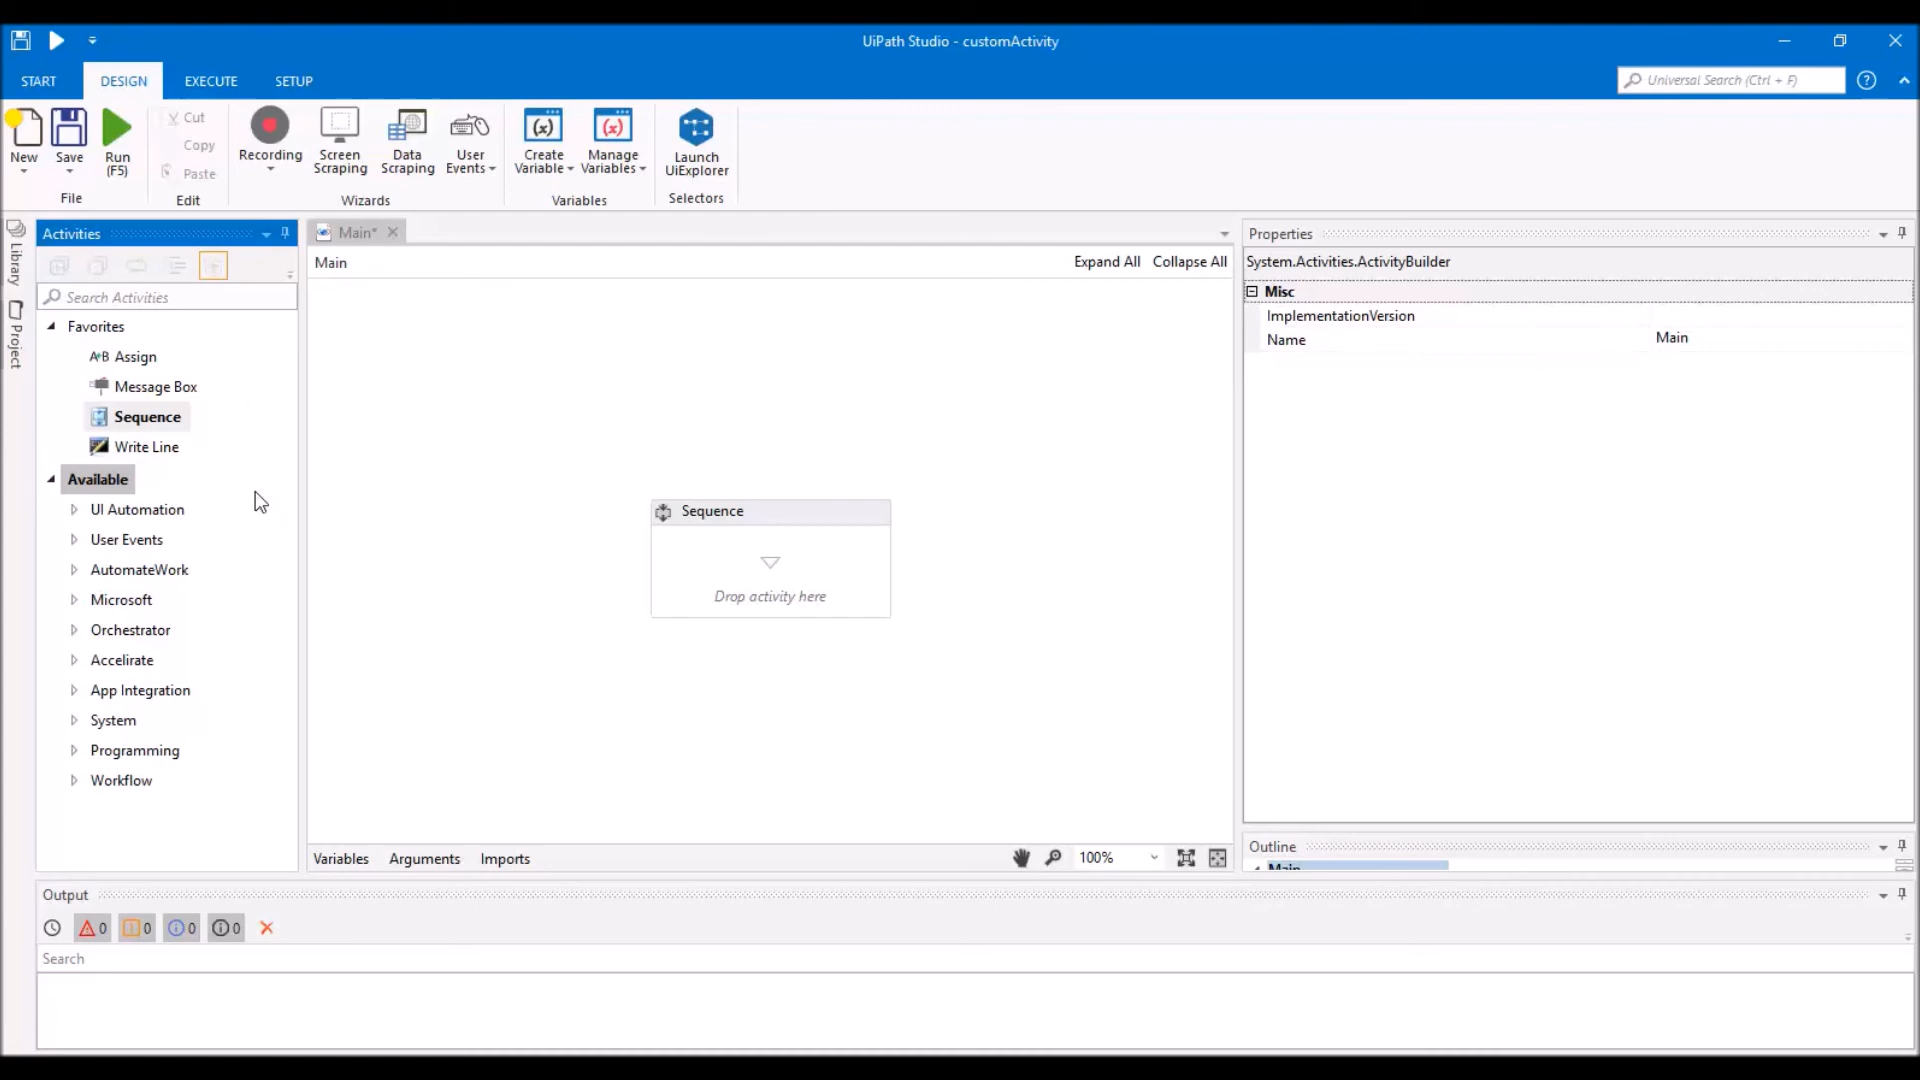 UiPath Studio - customActivity
START DESIGN EXECUTE SETUP
Universal Search (Ctrl + F)
New
Save
Run
(F5)
Cut
Copy
Paste
Recording
Screen
Scraping
Data
Scraping
User
Events
Create
Variable
Manage
Variables
Launch
UiExplorer
File
Edit
Wizards
Variables
Selectors
Library
Project
Activities
Search Activities
Favorites
A+B Assign
Message Box
Sequence
Write Line
Available
UI Automation
User Events
AutomateWork
Microsoft
Orchestrator
Accelirate
App Integration
System
Programming
Workflow
Main*
Main
Expand All Collapse All
Sequence
Drop activity here
Variables Arguments Imports
100%
Properties
System.Activities.ActivityBuilder
Misc
ImplementationVersion
Name Main
Outline
Main
Output
0 0 0 0
Search